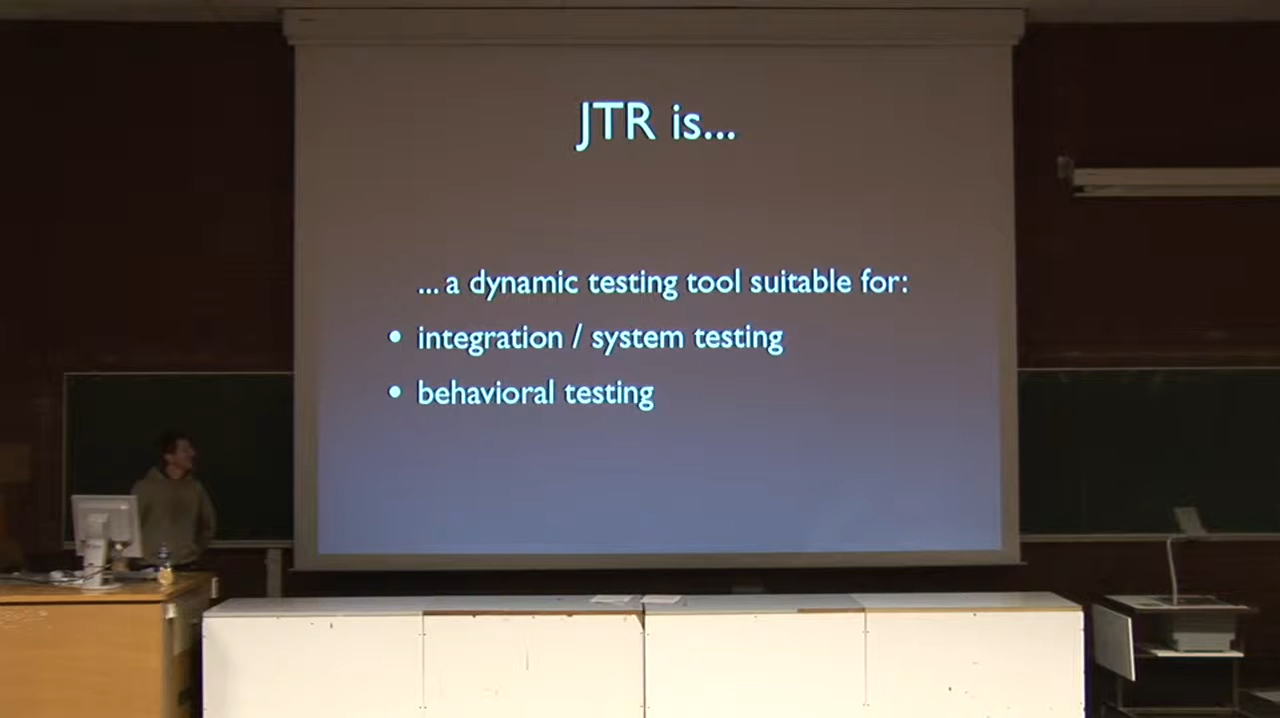 JTR is...
... a dynamic testing tool suitable for:
• integration / system testing
• behavioral testing